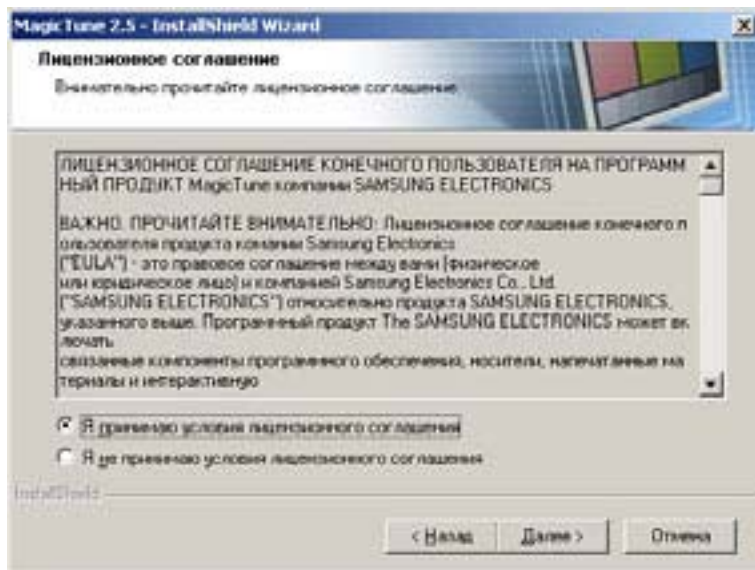 MagicTune 2.5 - InstallShield Wizard
Лицензионное соглашение
Внимательно прочитайте лицензионное соглашение
ЛИЦЕНЗИОННОЕ СОГЛАШЕНИЕ КОНЕЧНОГО ПОЛЬЗОВАТЕЛЯ НА ПРОГРАММ
НЫЙ ПРОДУКТ MagicTune компании SAMSUNG ELECTRONICS
ВАЖНО. ПРОЧИТАЙТЕ ВНИМАТЕЛЬНО: Лицензионное соглашение конечного п
ользователя продукта комании Samsung Electronics
("EULA") - это правовое соглашение между вами (физическое
или юридическое лицо) и компанией Samsung Electronics Co., Ltd.
("SAMSUNG ELECTRONICS") относительно продукта SAMSUNG ELECTRONICS,
указанного выше. Программный продукт The SAMSUNG ELECTRONICS может вк
лючать
связанные компоненты программного обеспечения, носители, напечатанные ма
териалы и интерактивную
Я принимаю условия лицензионного соглашения
Я не принимаю условия лицензионного соглашения
InstallShield
< Назад
Далее >
Отмена